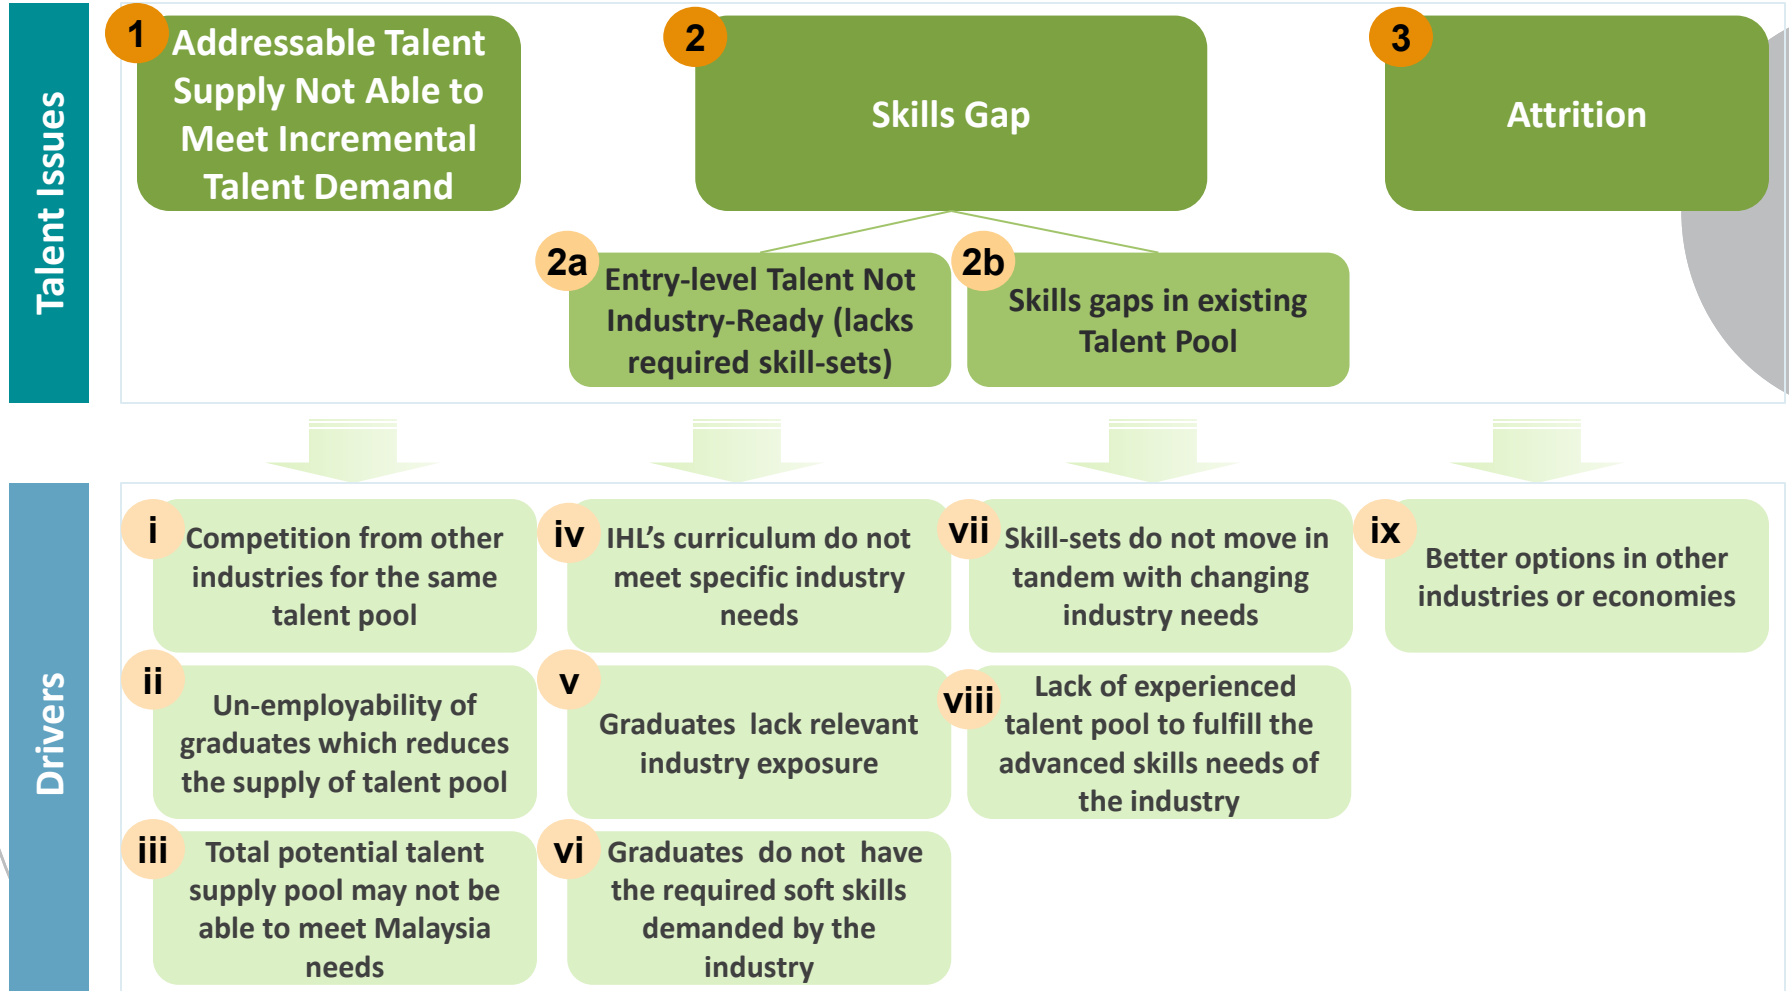 Talent Issues
1
Addressable Talent
Supply Not Able to
Meet Incremental
Talent Demand
2
Skills Gap
3
Attrition
2a
Entry-level Talent Not
Industry-Ready (lacks
required skill-sets)
2b
Skills gaps in existing
Talent Pool
Drivers
i
Competition from other
industries for the same
talent pool
ii
Un-employability of
graduates which reduces
the supply of talent pool
iii
Total potential talent
supply pool may not be
able to meet Malaysia
needs
iv
IHL's curriculum do not
meet specific industry
needs
v
Graduates lack relevant
industry exposure
vi
Graduates do not have
the required soft skills
demanded by the
industry
vii
Skill-sets do not move in
tandem with changing
industry needs
viii
Lack of experienced
talent pool to fulfill the
advanced skills needs of
the industry
ix
Better options in other
industries or economies